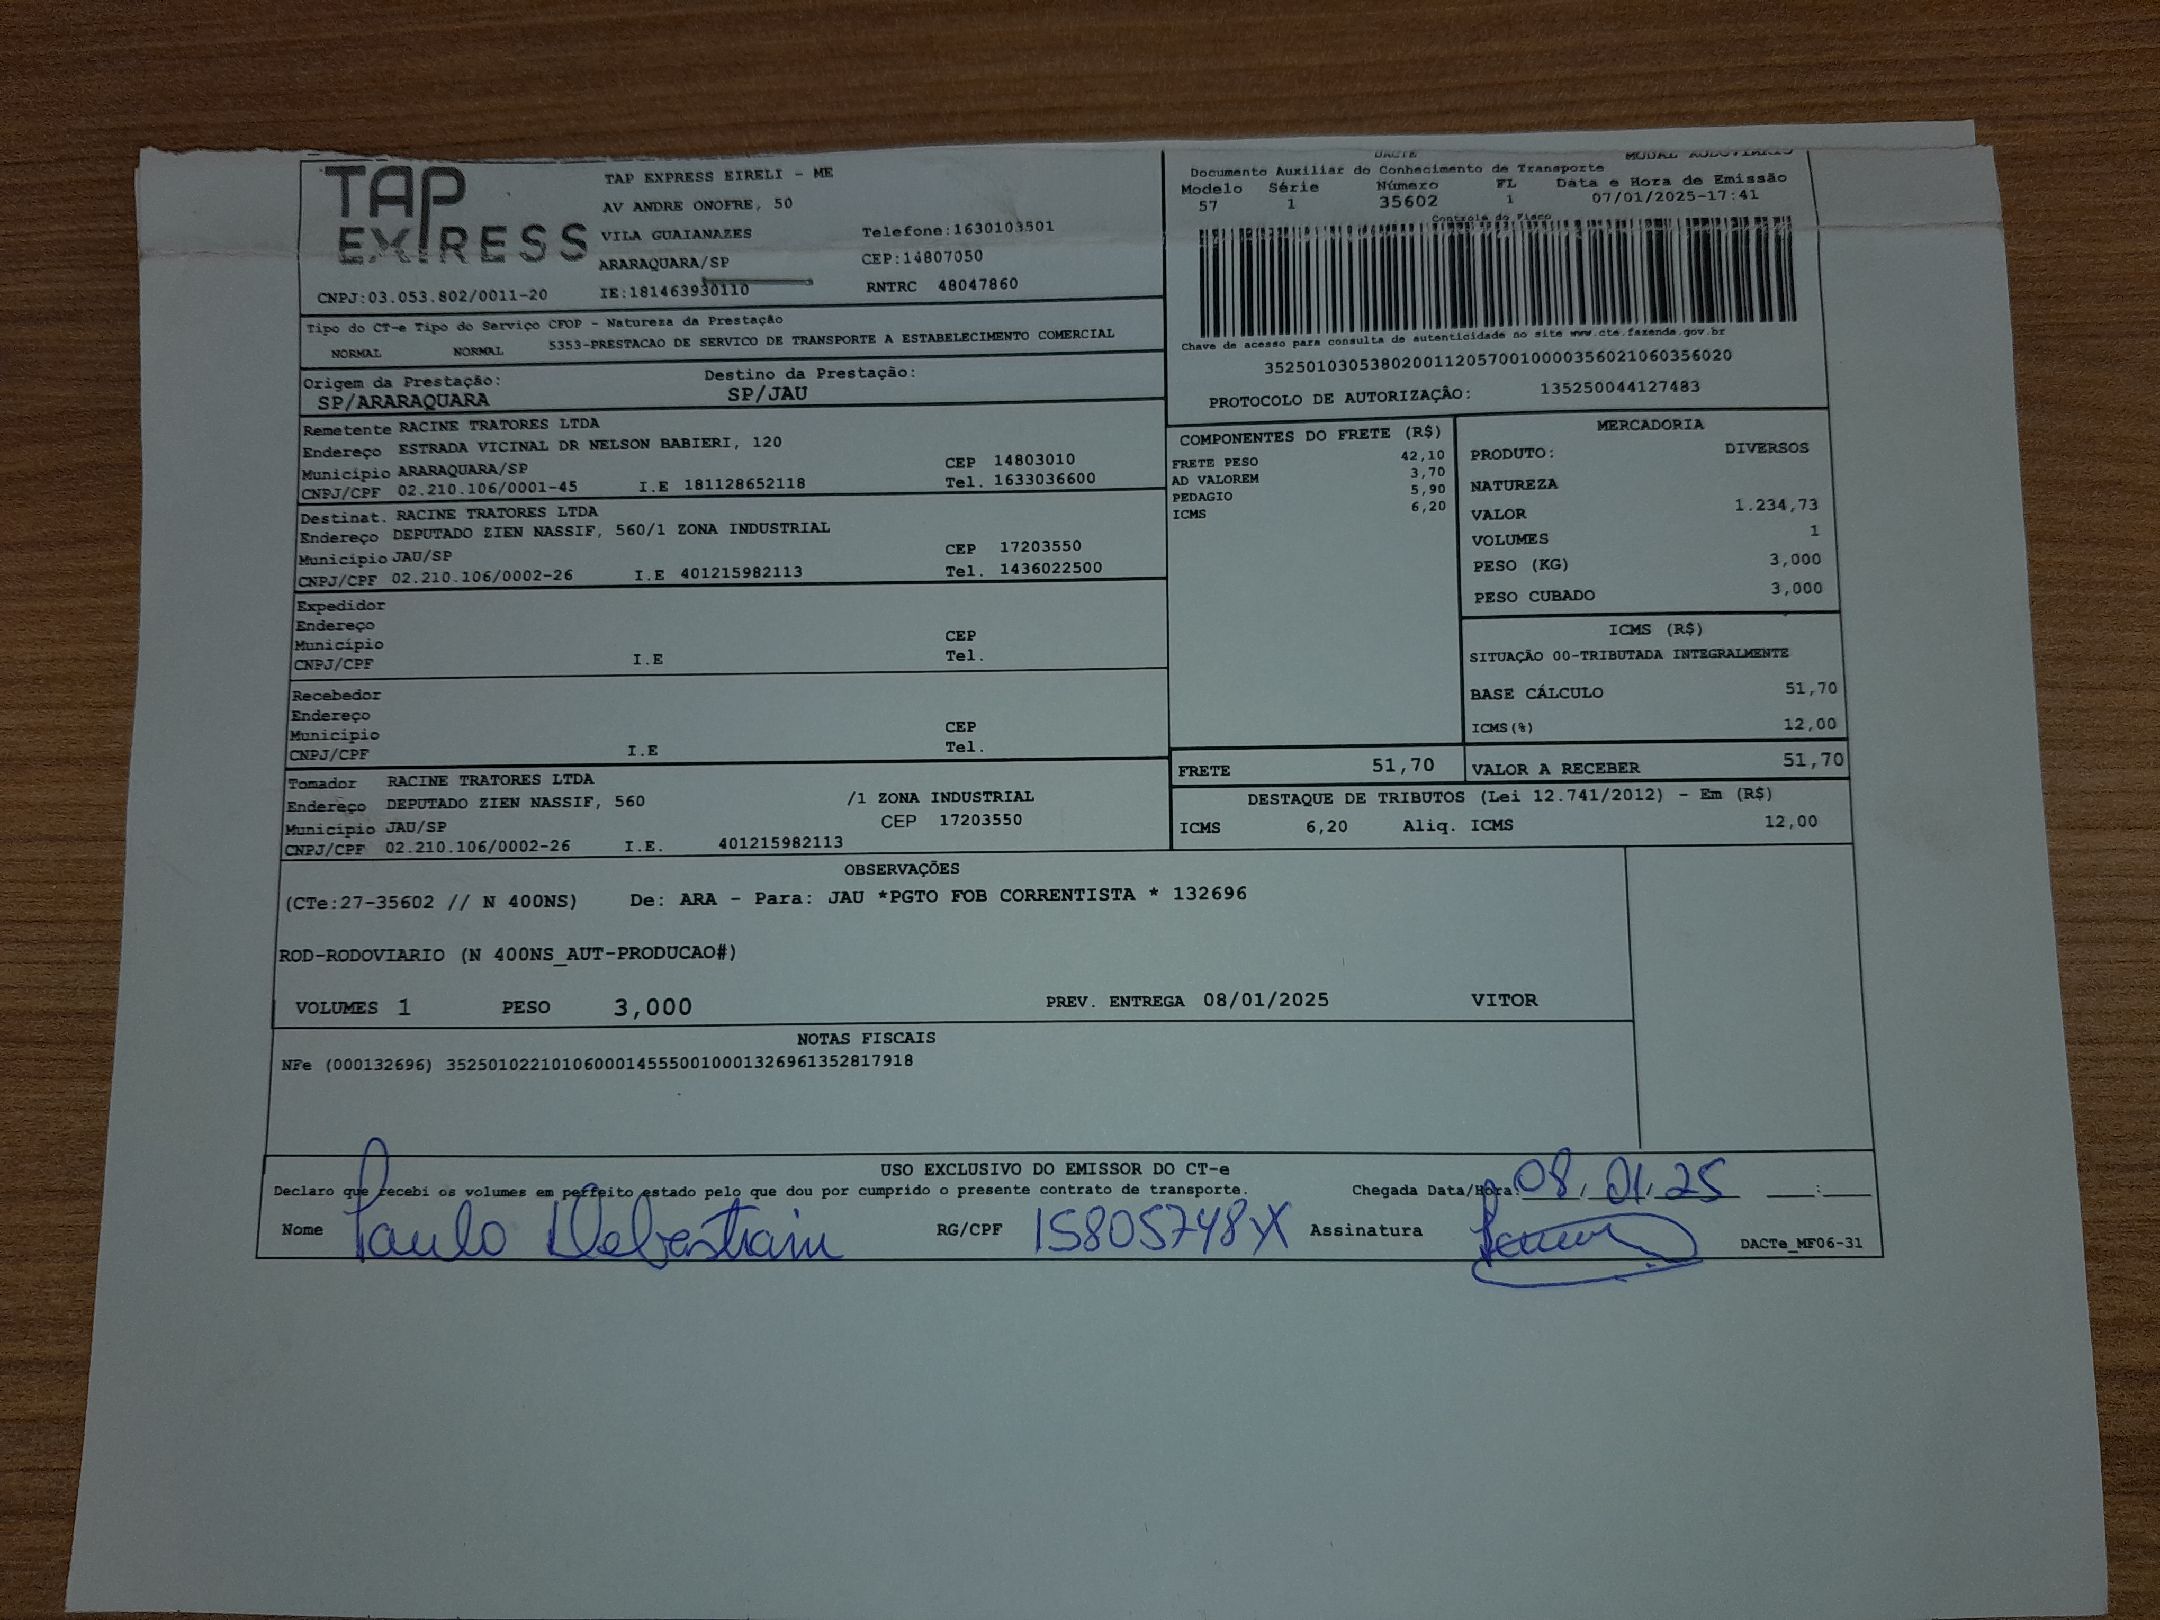 TAP EXPRESS
TAP EXPRESS EIRELI - ME
AV ANDRE ONOFRE, 50
VILA GUAIANAZES Telefone:1630103501
ARARAQUARA/SP CEP:14807050
CNPJ:03.053.802/0011-20 IE:181463930110 RNTRC 48047860
DACTE MODAL RODOVIARIO
Documento Auxiliar do Conhecimento de Transporte
Modelo Série Número FL Data e Hora de Emissão
57 1 35602 1 07/01/2025-17:41
Controle do Fisco
Chave de acesso para consulta de autenticidade no site www.cte.fazenda.gov.br
35250103053802001120570010000356021060356020
PROTOCOLO DE AUTORIZAÇÃO: 135250044127483
Tipo do CT-e Tipo do Serviço CFOP - Natureza da Prestação
NORMAL NORMAL 5353-PRESTACAO DE SERVICO DE TRANSPORTE A ESTABELECIMENTO COMERCIAL
Origem da Prestação: Destino da Prestação:
SP/ARARAQUARA SP/JAU
Remetente RACINE TRATORES LTDA
Endereço ESTRADA VICINAL DR NELSON BABIERI, 120
Município ARARAQUARA/SP CEP 14803010
CNPJ/CPF 02.210.106/0001-45 I.E 181128652118 Tel. 1633036600
Destinat. RACINE TRATORES LTDA
Endereço DEPUTADO ZIEN NASSIF, 560/1 ZONA INDUSTRIAL
Município JAU/SP CEP 17203550
CNPJ/CPF 02.210.106/0002-26 I.E 401215982113 Tel. 1436022500
Expedidor
Endereço
Município CEP
CNPJ/CPF I.E Tel.
Recebedor
Endereço
Município CEP
CNPJ/CPF I.E Tel.
Tomador RACINE TRATORES LTDA
Endereço DEPUTADO ZIEN NASSIF, 560 /1 ZONA INDUSTRIAL
Município JAU/SP CEP 17203550
CNPJ/CPF 02.210.106/0002-26 I.E. 401215982113
COMPONENTES DO FRETE (R$)
FRETE PESO 42,10
AD VALOREM 3,70
PEDAGIO 5,90
ICMS 6,20
FRETE 51,70
MERCADORIA
PRODUTO: DIVERSOS
NATUREZA
VALOR 1.234,73
VOLUMES 1
PESO (KG) 3,000
PESO CUBADO 3,000
ICMS (R$)
SITUAÇÃO 00-TRIBUTADA INTEGRALMENTE
BASE CÁLCULO 51,70
ICMS(%) 12,00
VALOR A RECEBER 51,70
DESTAQUE DE TRIBUTOS (Lei 12.741/2012) - Em (R$)
ICMS 6,20 Aliq. ICMS 12,00
OBSERVAÇÕES
(CTe:27-35602 // N 400NS) De: ARA - Para: JAU *PGTO FOB CORRENTISTA * 132696
ROD-RODOVIARIO (N 400NS_AUT-PRODUCAO#)
VOLUMES 1 PESO 3,000 PREV. ENTREGA 08/01/2025 VITOR
NOTAS FISCAIS
NFe (000132696) 35250102210106000145550010001326961352817918
USO EXCLUSIVO DO EMISSOR DO CT-e
Declaro que recebi os volumes em perfeito estado pelo que dou por cumprido o presente contrato de transporte. Chegada Data/Hora: 08/01/25 __:__
Nome Paulo Debastiani RG/CPF 15805748X Assinatura
DACTe_MF06-31